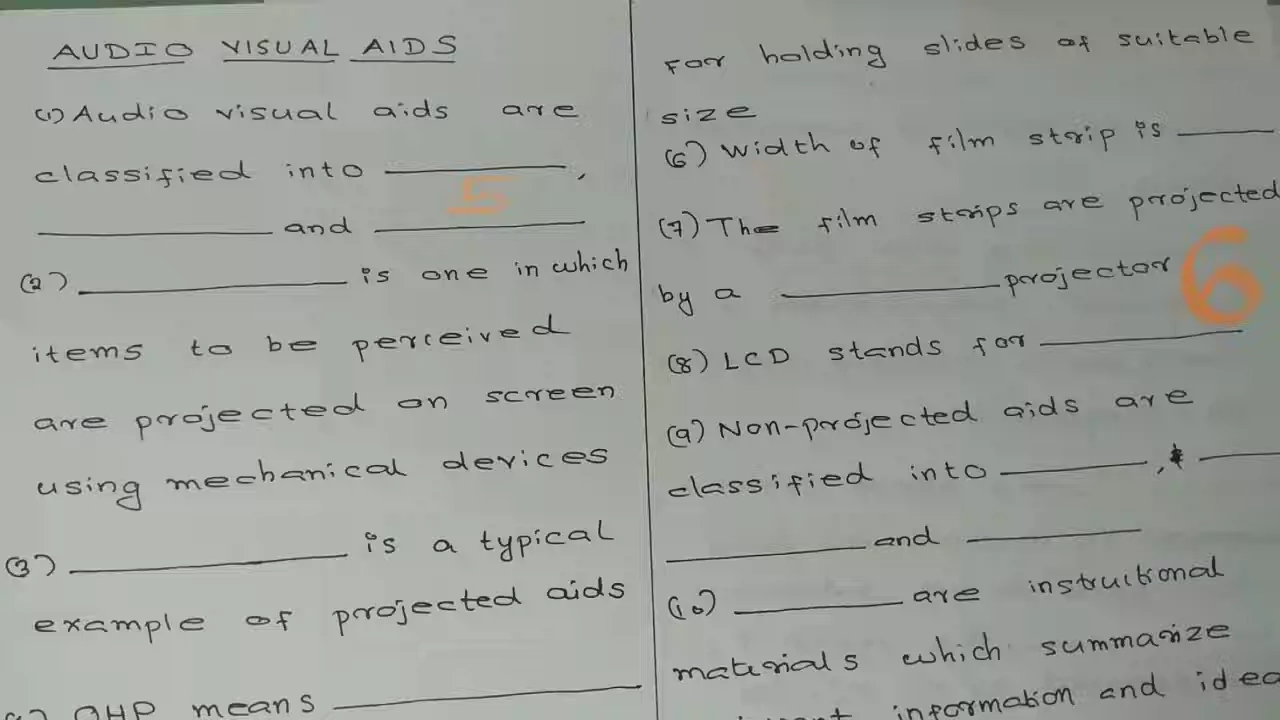 AUDIO VISUAL AIDS
(1) Audio visual aids are
classified into ________,
________ and ________
5
(2) ________ is one in which
items to be perceived
are projected on screen
using mechanical devices
(3) ________ is a typical
example of projected aids
OHP means ________
For holding slides of suitable
size
(6) Width of film strip is ________
(7) The film strips are projected
by a ________ projector
6
(8) LCD stands for ________
(9) Non-projected aids are
classified into ________, ________
________ and ________
(10) ________ are instructional
materials which summarize
information and idea